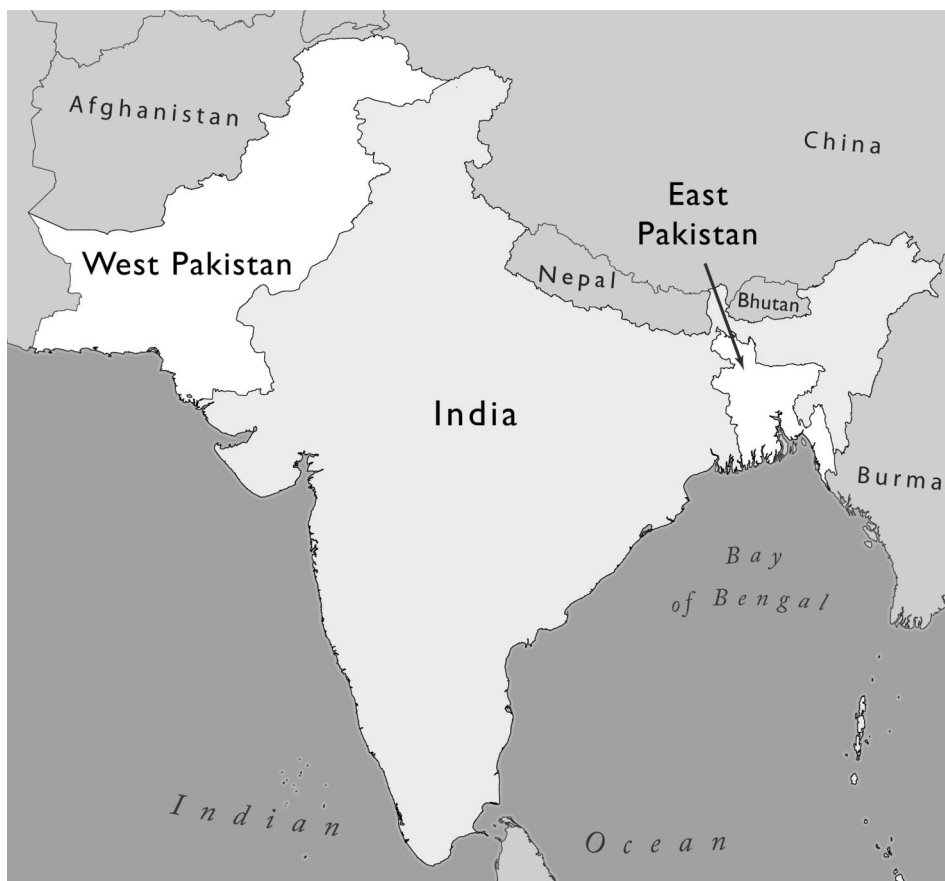 Afghanistan
China
East
Pakistan
West Pakistan
Nepal
Bhutan
India
Burma
Bay
of Bengal
Indian
Ocean